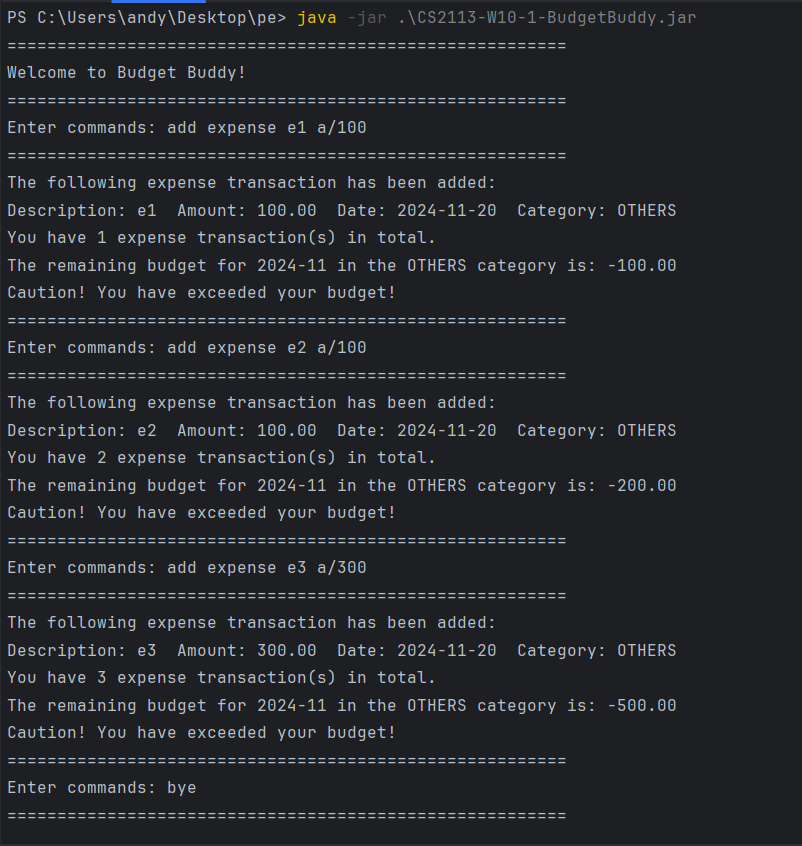 PS C:\Users\andy\Desktop\pe> java -jar .\CS2113-W10-1-BudgetBuddy.jar
========================================================
Welcome to Budget Buddy!
========================================================
Enter commands: add expense e1 a/100
========================================================
The following expense transaction has been added:
Description: e1  Amount: 100.00  Date: 2024-11-20  Category: OTHERS
You have 1 expense transaction(s) in total.
The remaining budget for 2024-11 in the OTHERS category is: -100.00
Caution! You have exceeded your budget!
========================================================
Enter commands: add expense e2 a/100
========================================================
The following expense transaction has been added:
Description: e2  Amount: 100.00  Date: 2024-11-20  Category: OTHERS
You have 2 expense transaction(s) in total.
The remaining budget for 2024-11 in the OTHERS category is: -200.00
Caution! You have exceeded your budget!
========================================================
Enter commands: add expense e3 a/300
========================================================
The following expense transaction has been added:
Description: e3  Amount: 300.00  Date: 2024-11-20  Category: OTHERS
You have 3 expense transaction(s) in total.
The remaining budget for 2024-11 in the OTHERS category is: -500.00
Caution! You have exceeded your budget!
========================================================
Enter commands: bye
========================================================